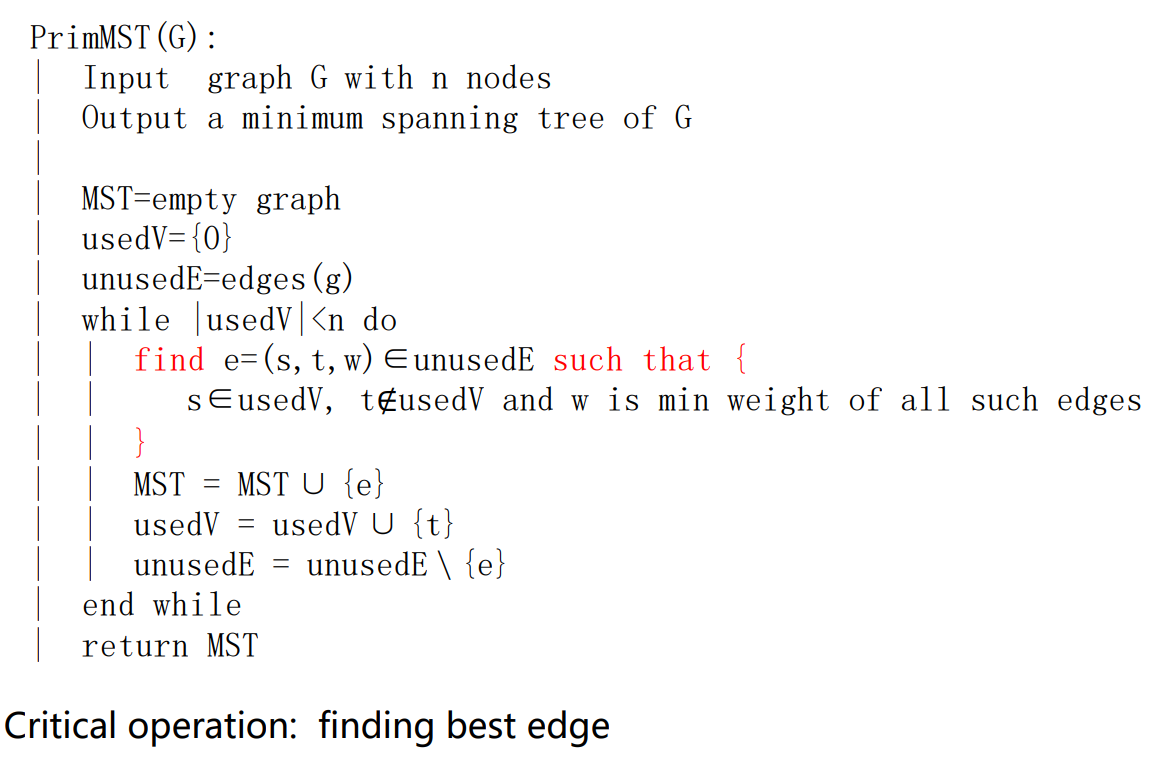 PrimMST(G):
Input  graph G with n nodes
Output a minimum spanning tree of G
MST=empty graph
usedV={0}
unusedE=edges(g)
while |usedV|<n do
find e=(s,t,w)∈unusedE such that {
s∈usedV, t∉usedV and w is min weight of all such edges
}
MST = MST ∪ {e}
usedV = usedV ∪ {t}
unusedE = unusedE\{e}
end while
return MST
Critical operation:  finding best edge